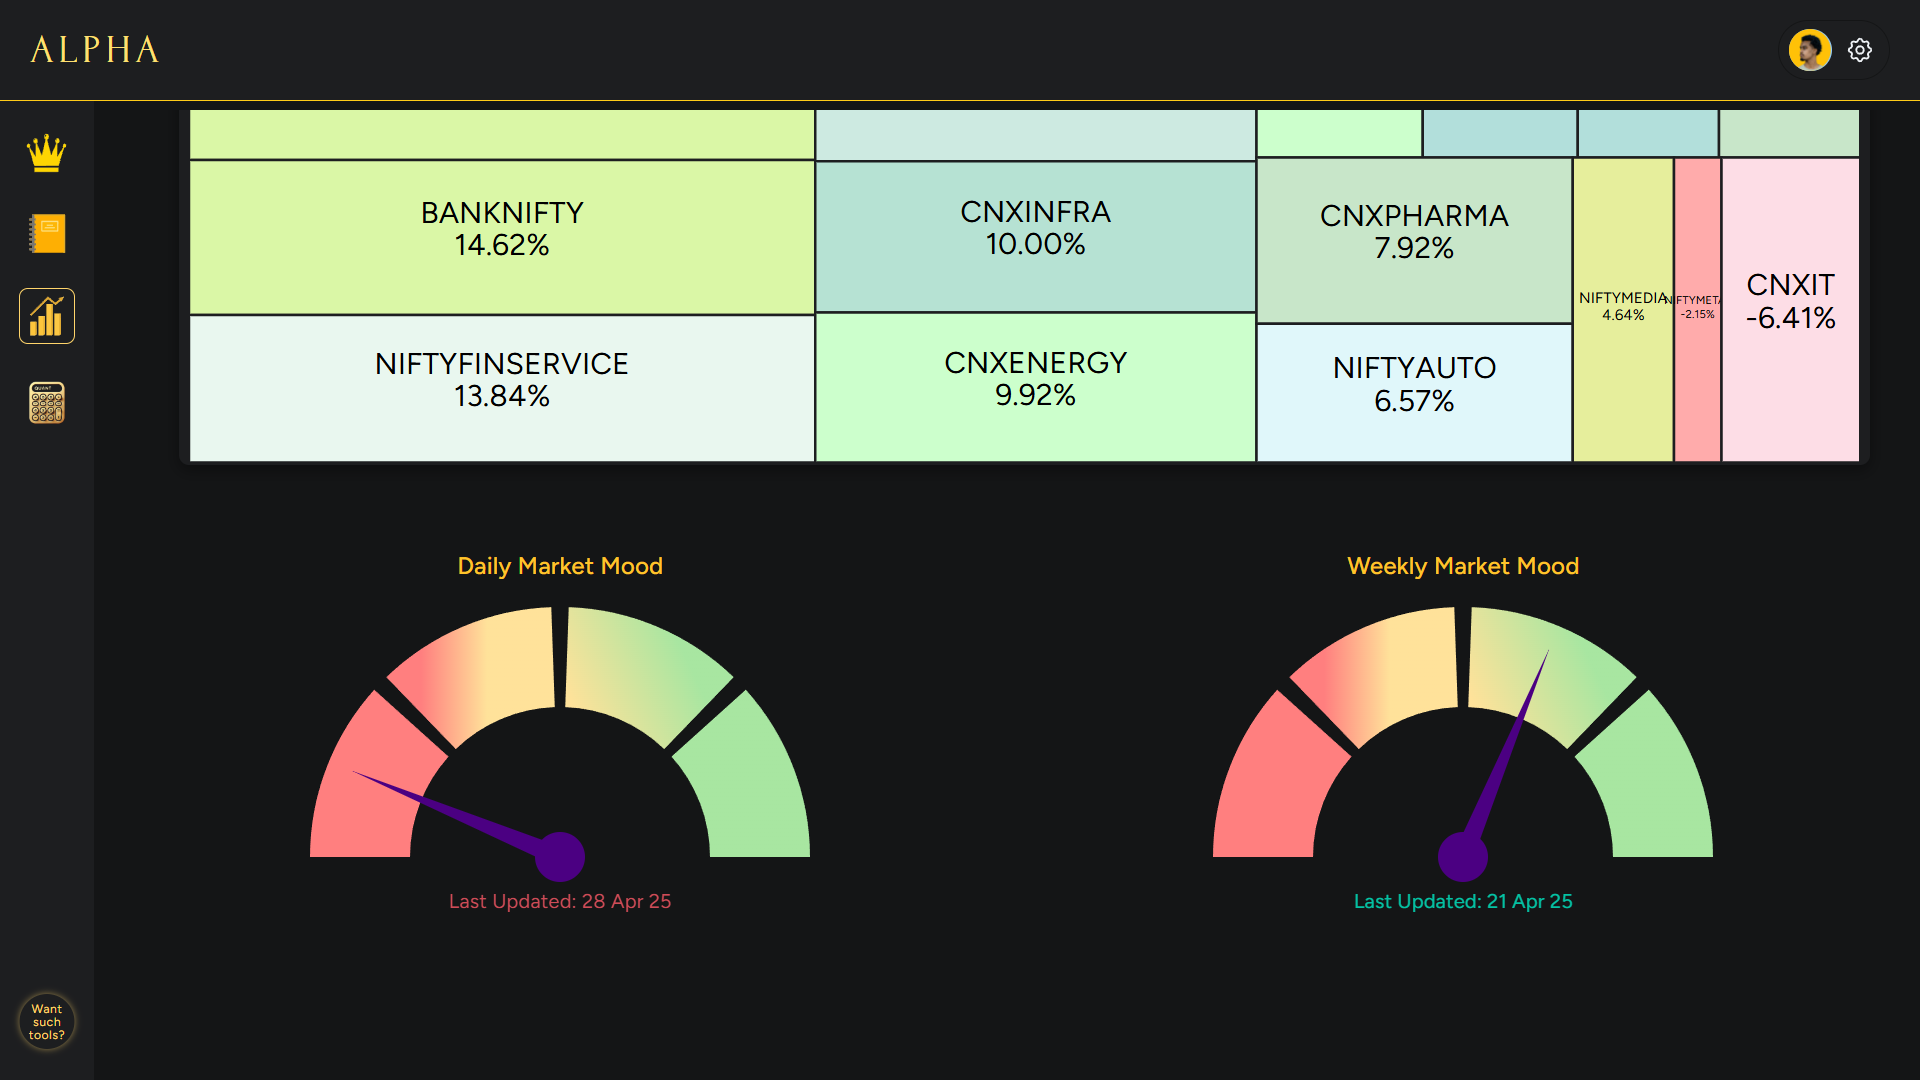 ALPHA
BANKNIFTY
14.62%
NIFTYFINSERVICE
13.84%
CNXINFRA
10.00%
CNXENERGY
9.92%
CNXPHARMA
7.92%
NIFTYAUTO
6.57%
NIFTYMEDIA
4.64%
-2.15%
CNXIT
-6.41%
Daily Market Mood
Last Updated: 28 Apr 25
Weekly Market Mood
Last Updated: 21 Apr 25
Want
such
tools?